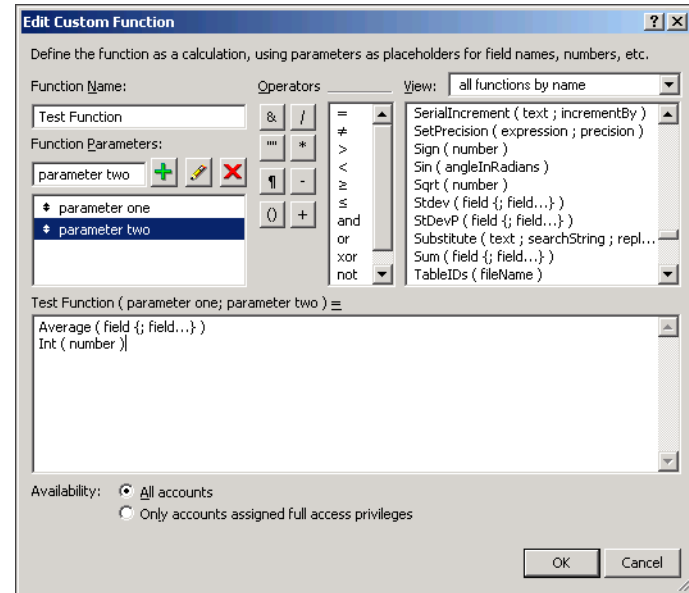 Edit Custom Function
Define the function as a calculation, using parameters as placeholders for field names, numbers, etc.
Function Name:
Operators
View: all functions by name
Test Function
Function Parameters:
parameter two
parameter one
parameter two
& /
"" *
¶ -
() +
=
≠
>
<
≥
≤
and
or
xor
not
SerialIncrement ( text ; incrementBy )
SetPrecision ( expression ; precision )
Sign ( number )
Sin ( angleInRadians )
Sqrt ( number )
Stdev ( field {; field...} )
StDevP ( field {; field...} )
Substitute ( text ; searchString ; repl...
Sum ( field {; field...} )
TableIDs ( fileName )
Test Function ( parameter one; parameter two ) =
Average ( field {; field...} )
Int ( number )
Availability: All accounts
Only accounts assigned full access privileges
OK Cancel